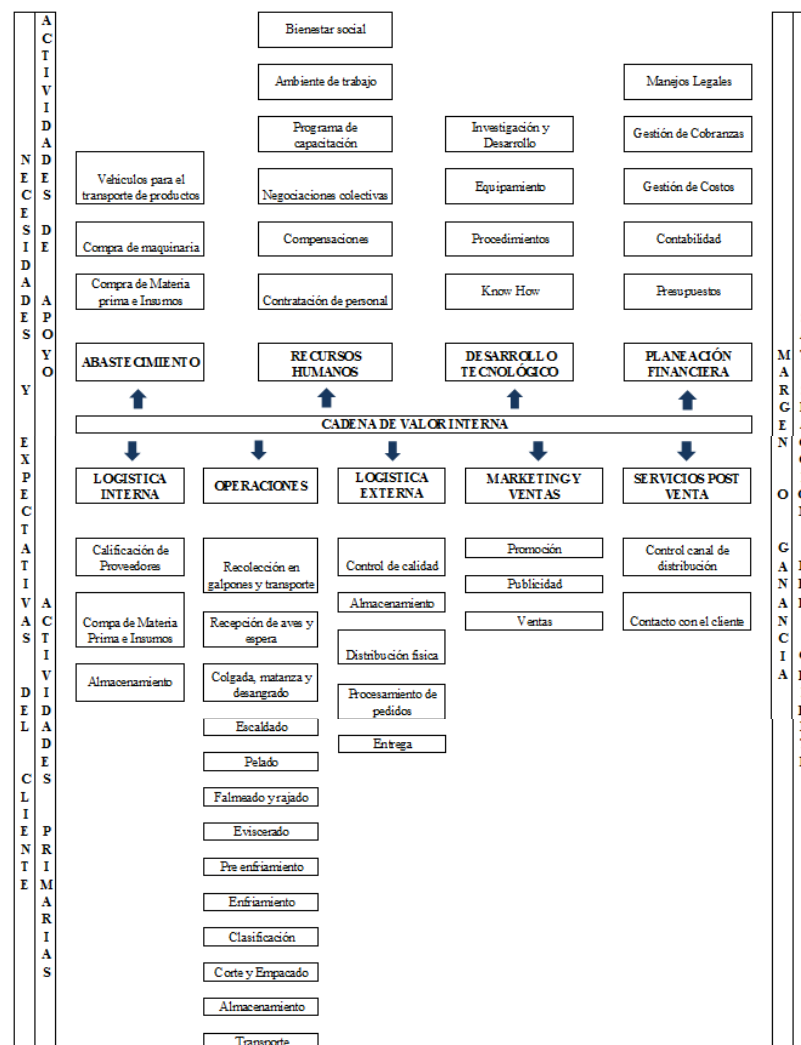 NECESIDADES Y EXPECTATIVAS DEL CLIENTE
ACTIVIDADES DE APOYO
Bienestar social
Ambiente de trabajo
Manejos Legales
Programa de
capacitación
Investigación y
Desarrollo
Gestión de Cobranzas
Vehículos para el
transporte de productos
Negociaciones colectivas
Equipamiento
Gestión de Costos
Compra de maquinaria
Compensaciones
Procedimientos
Contabilidad
Compra de Materia
prima e Insumos
Contratación de personal
Know How
Presupuestos
ABASTECIMIENTO
RECURSOS
HUMANOS
DESARROLLO
TECNOLÓGICO
PLANEACIÓN
FINANCIERA
CADENA DE VALOR INTERNA
LOGISTICA
INTERNA
OPERACIONES
LOGISTICA
EXTERNA
MARKETING Y
VENTAS
SERVICIOS POST
VENTA
ACTIVIDADES PRIMARIAS
Calificación de
Proveedores
Compa de Materia
Prima e Insumos
Almacenamiento
Recolección en
galpones y transporte
Recepción de aves y
espera
Colgada, matanza y
desangrado
Escaldado
Pelado
Falmeado y rajado
Eviscerado
Pre enfriamiento
Enfriamiento
Clasificación
Corte y Empacado
Almacenamiento
Transporte
Control de calidad
Almacenamiento
Distribución fisica
Procesamiento de
pedidos
Entrega
Promoción
Publicidad
Ventas
Control canal de
distribución
Contacto con el cliente
MARGEN O GANANCIA